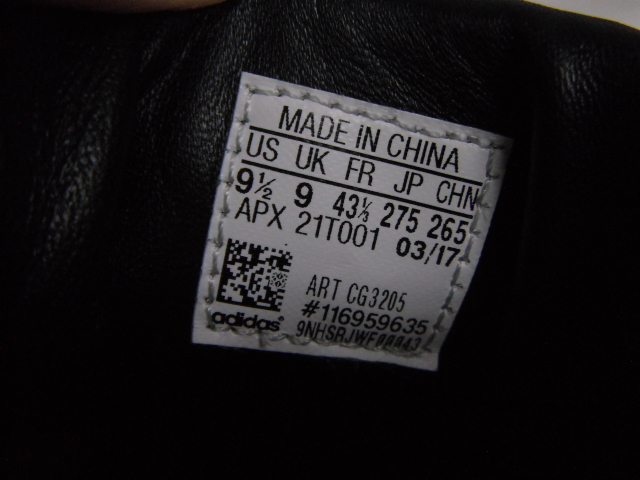 MADE IN CHINA
US UK FR JP CHN
9½ 9 43⅓ 275 265
APX 21T001 03/17
ART CG3205
#116959635
adidas